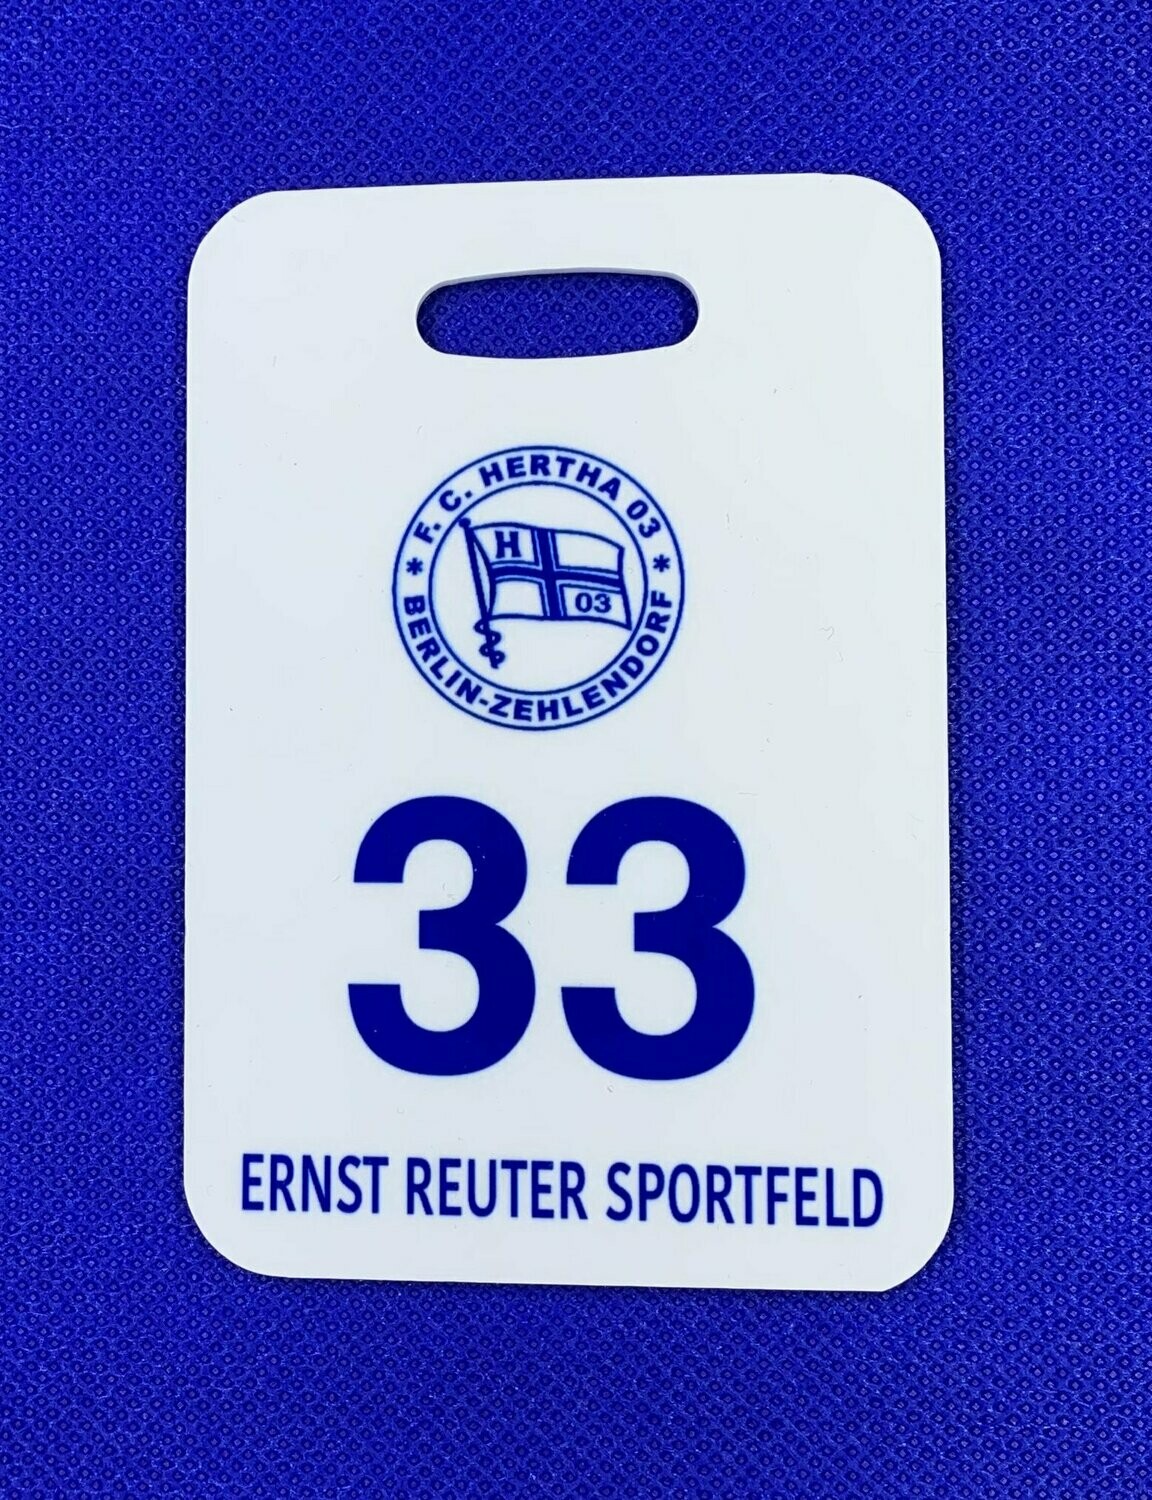 F. C. HERTHA 03
H
03
* BERLIN-ZEHLENDORF *
33
ERNST REUTER SPORTFELD